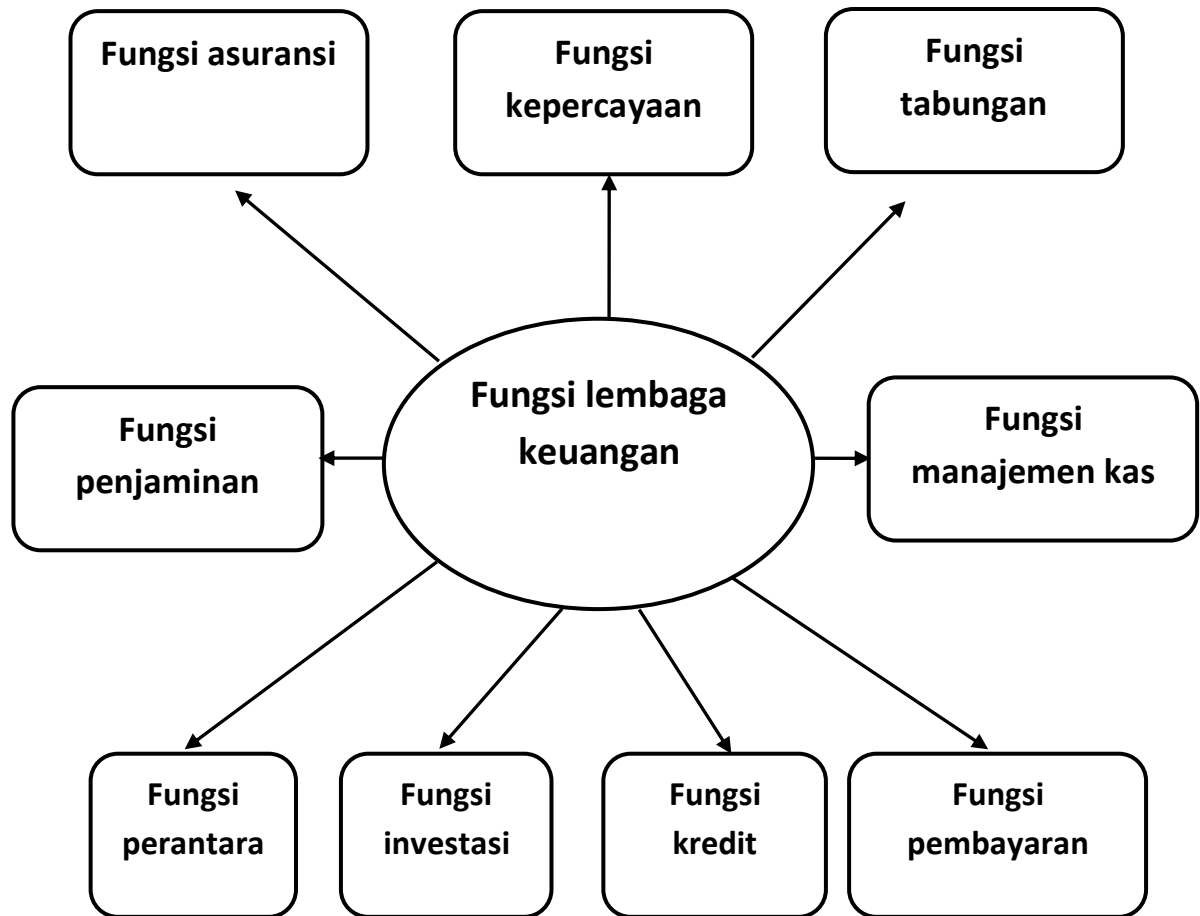 Fungsi asuransi
Fungsi
kepercayaan
Fungsi
tabungan
Fungsi lembaga
keuangan
Fungsi
penjaminan
Fungsi
manajemen kas
Fungsi
perantara
Fungsi
investasi
Fungsi
kredit
Fungsi
pembayaran